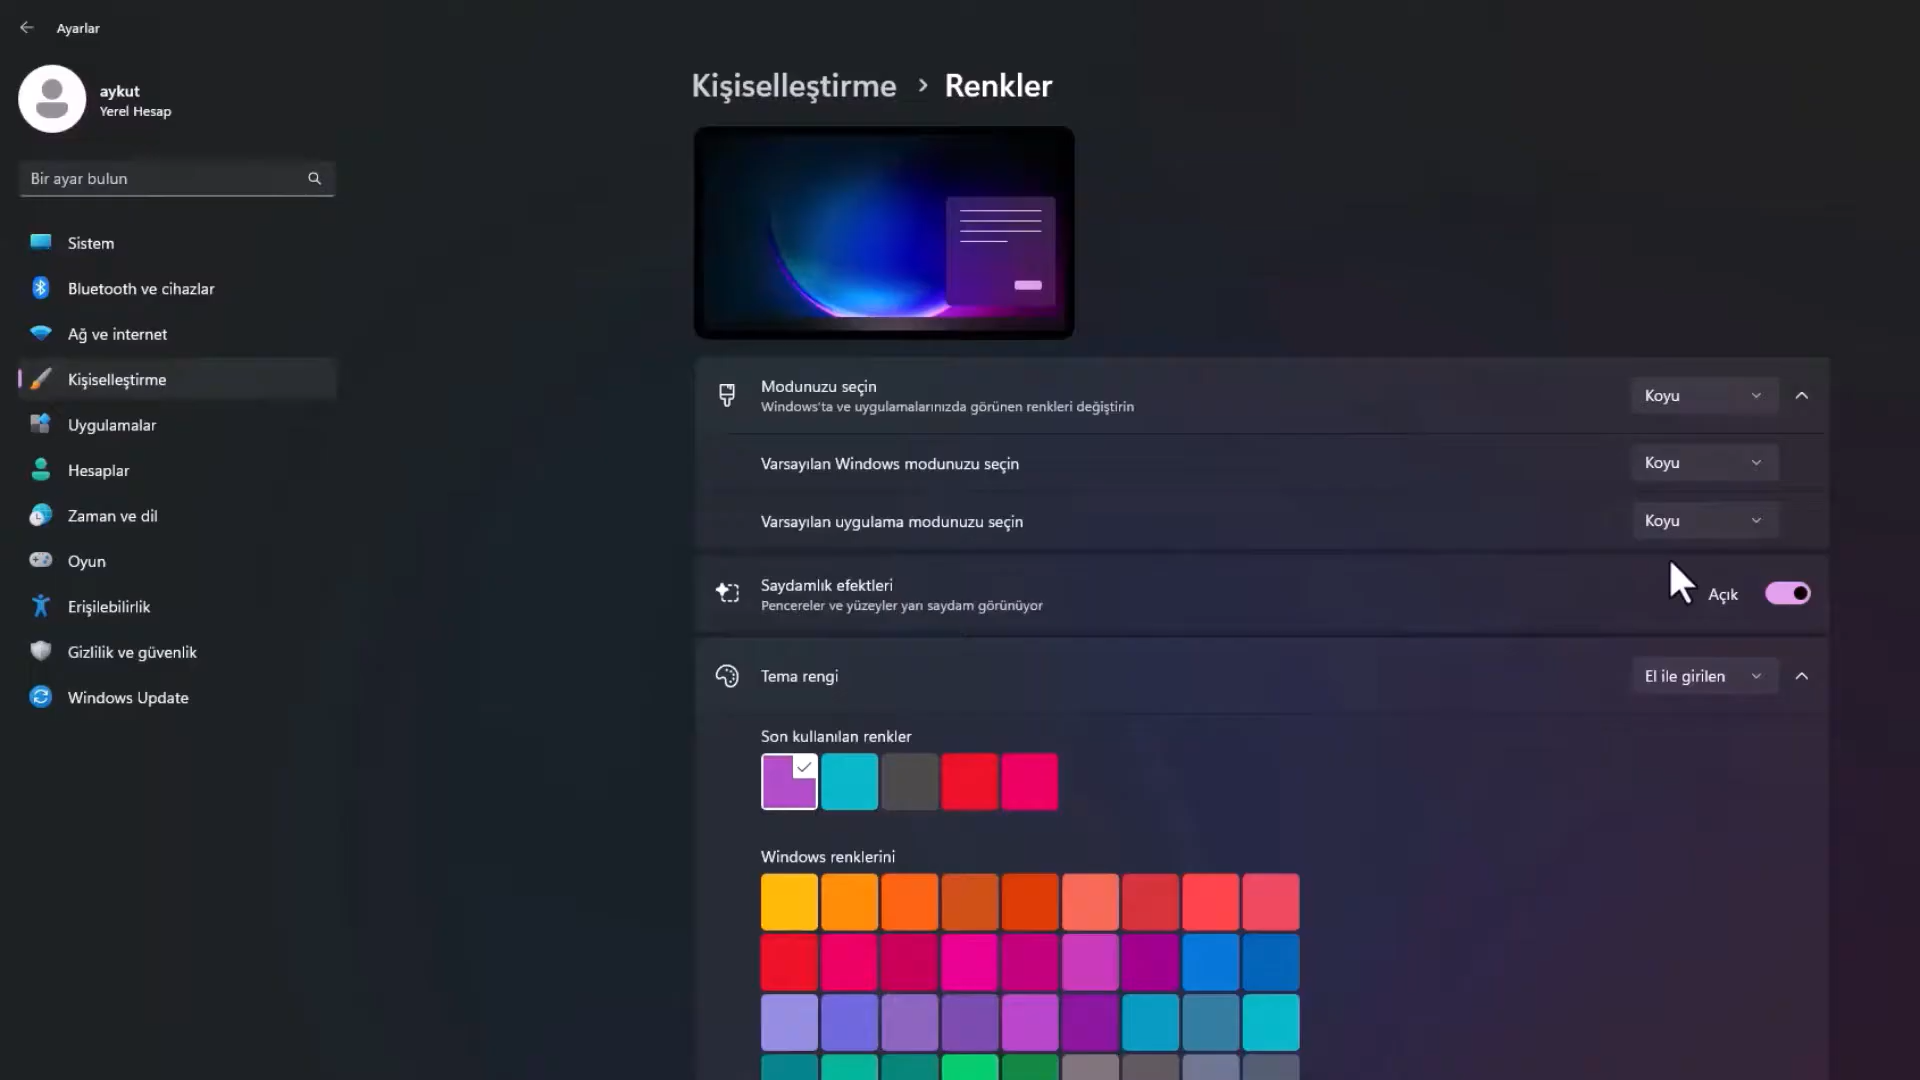 Ayarlar
aykut
Yerel Hesap
Bir ayar bulun
Sistem
Bluetooth ve cihazlar
Ağ ve internet
Kişiselleştirme
Uygulamalar
Hesaplar
Zaman ve dil
Oyun
Erişilebilirlik
Gizlilik ve güvenlik
Windows Update
Kişiselleştirme > Renkler
Modunuzu seçin
Koyu
Windows'ta ve uygulamalarınızda görünen renkleri değiştirin
Varsayılan Windows modunuzu seçin
Koyu
Varsayılan uygulama modunuzu seçin
Koyu
Saydamlık efektleri
Açık
Pencereler ve yüzeyler yarı saydam görünüyor
Tema rengi
El ile girilen
Son kullanılan renkler
Windows renklerini